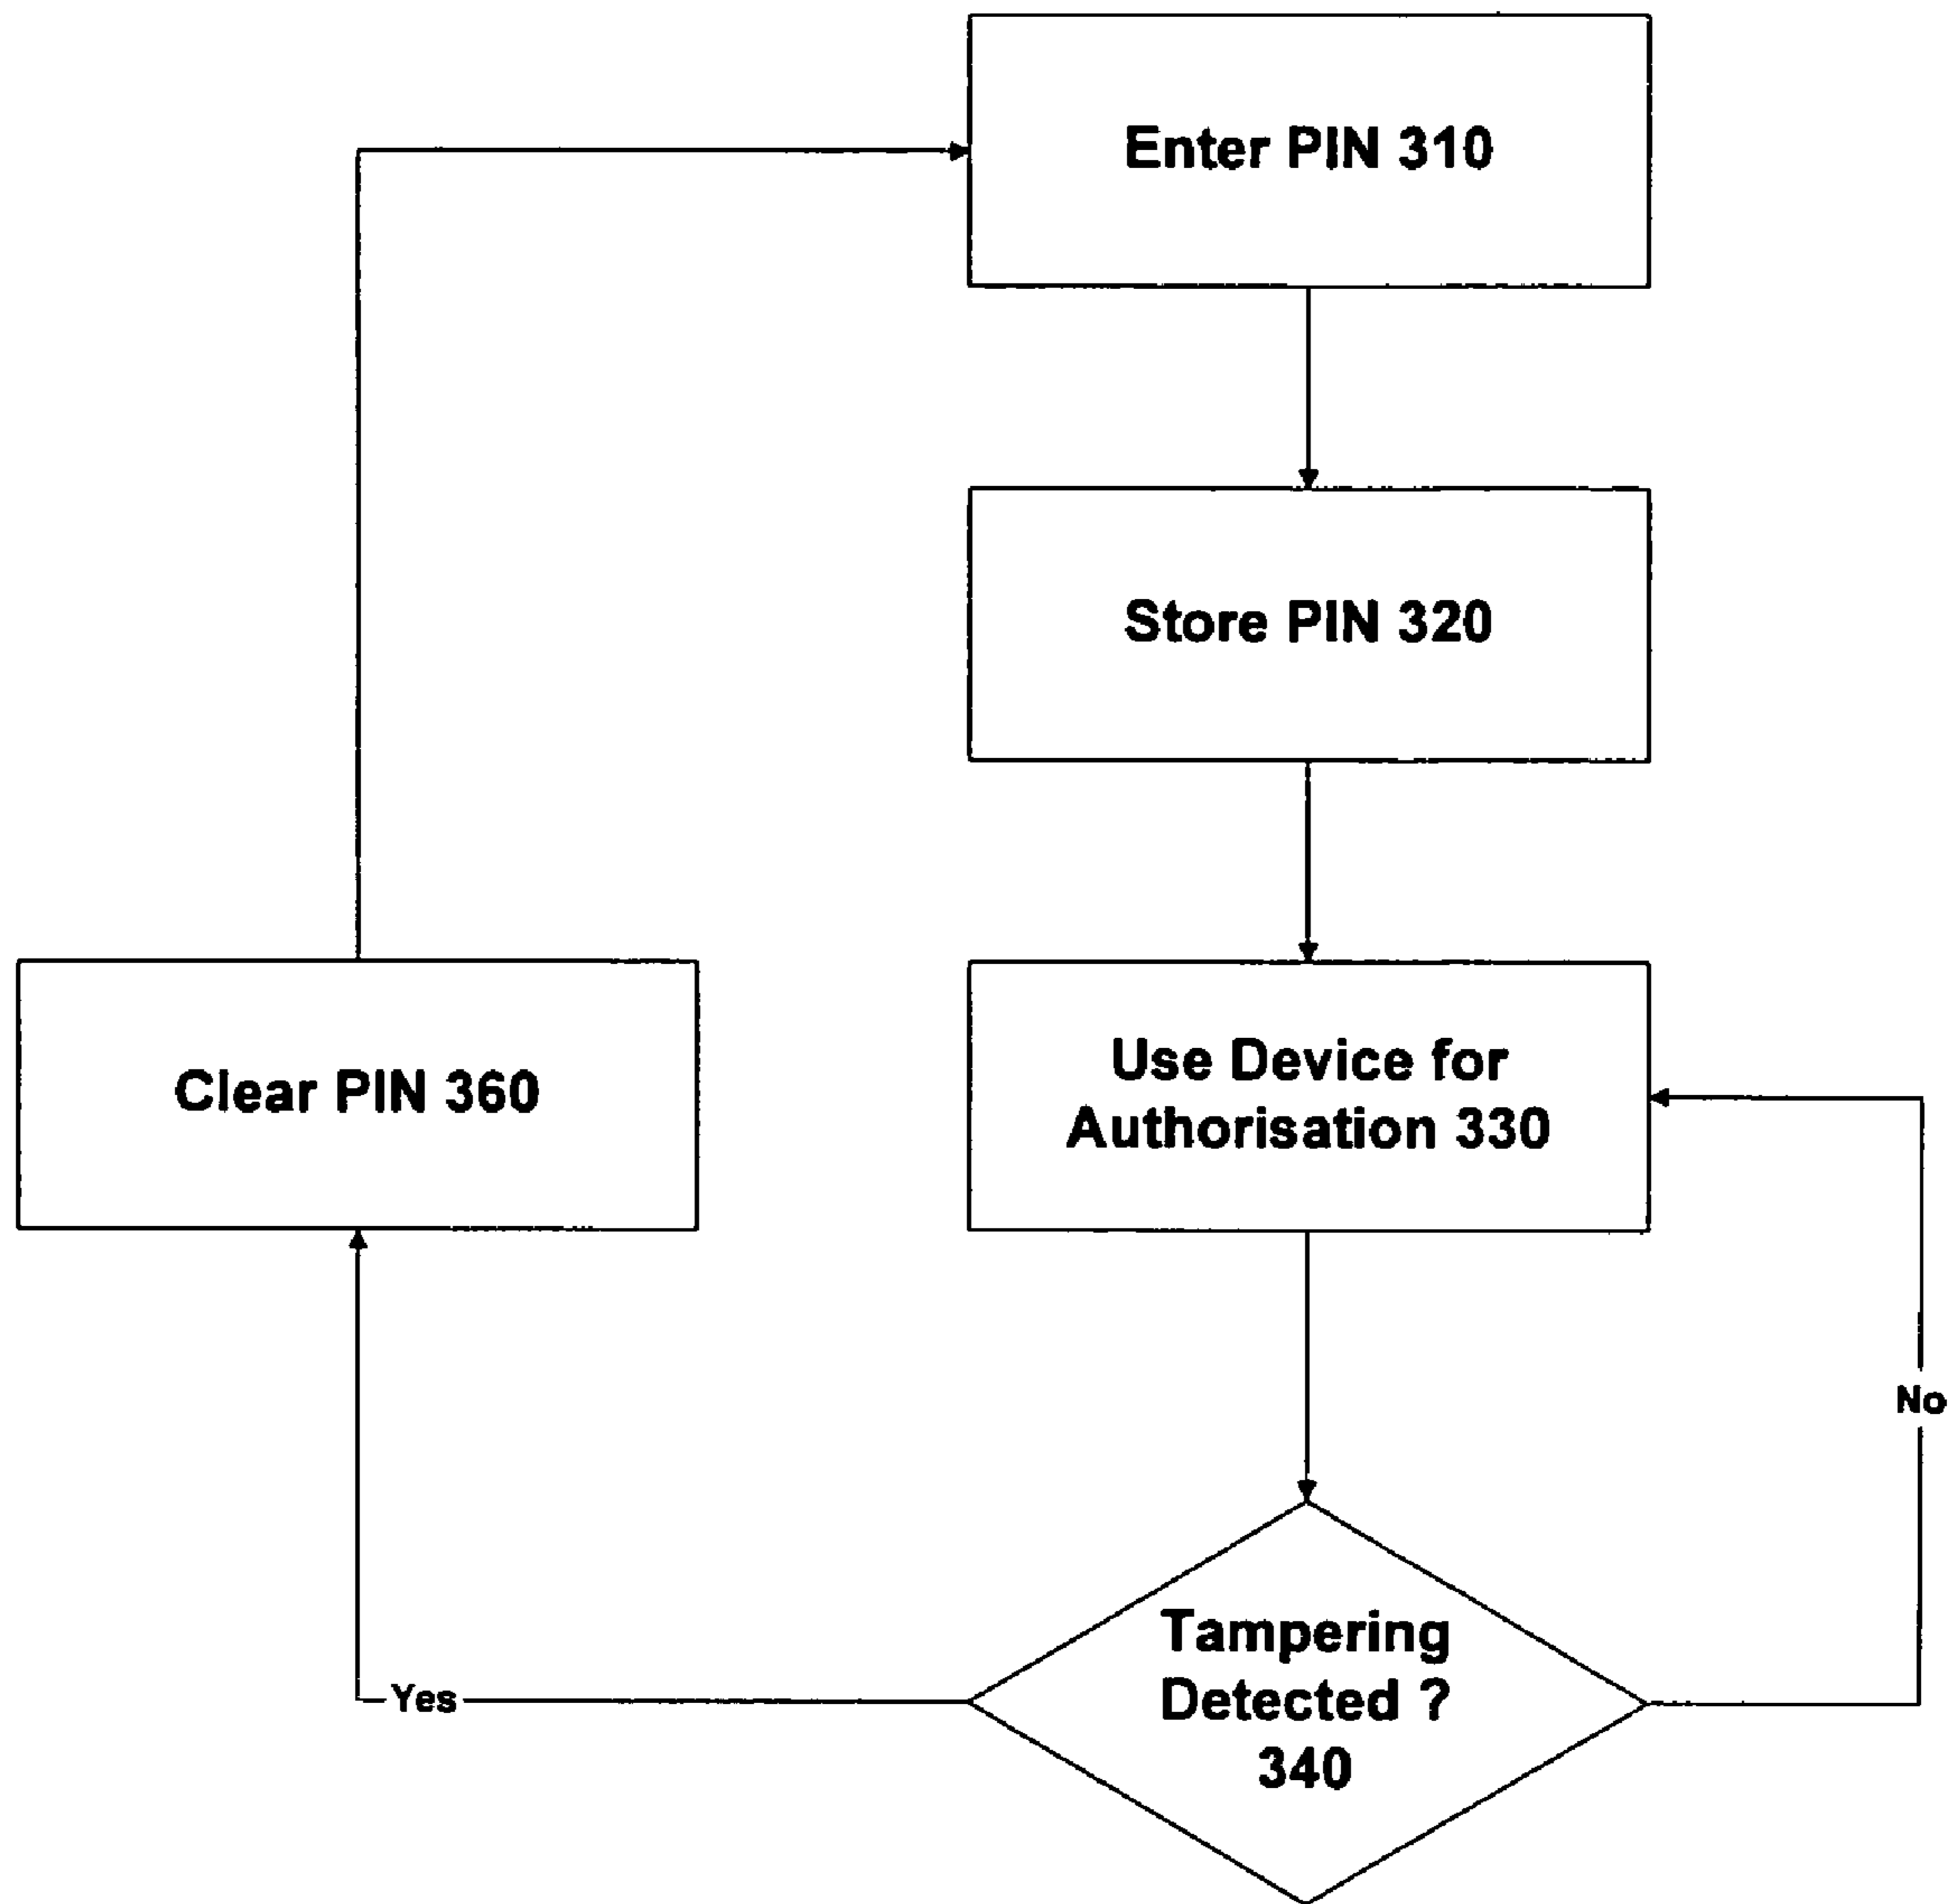 Enter PIN 310
Store PIN 320
Use Device for
Authorisation 330
Clear PIN 360
No
Tampering
Detected ?
340
Yes